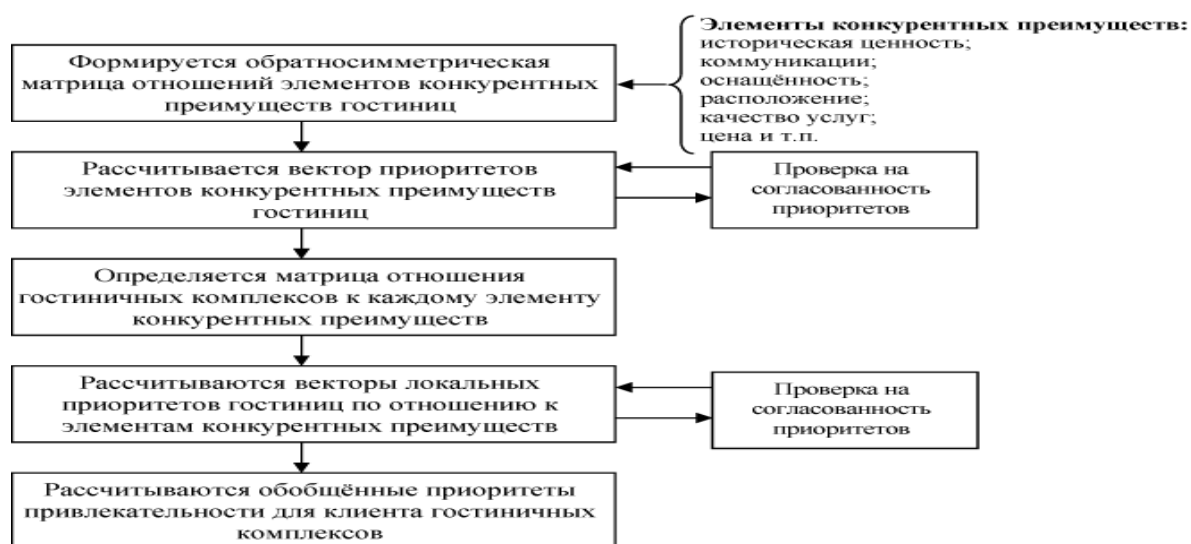 Элементы конкурентных преимуществ:
историческая ценность;
коммуникации;
оснащённость;
расположение;
качество услуг;
цена и т.п.
Формируется обратносимметрическая
матрица отношений элементов конкурентных
преимуществ гостиниц
Рассчитывается вектор приоритетов
элементов конкурентных преимуществ
гостиниц
Проверка на
согласованность
приоритетов
Определяется матрица отношения
гостиничных комплексов к каждому элементу
конкурентных преимуществ
Рассчитываются векторы локальных
приоритетов гостиниц по отношению к
элементам конкурентных преимуществ
Проверка на
согласованность
приоритетов
Рассчитываются обобщённые приоритеты
привлекательности для клиента гостиничных
комплексов